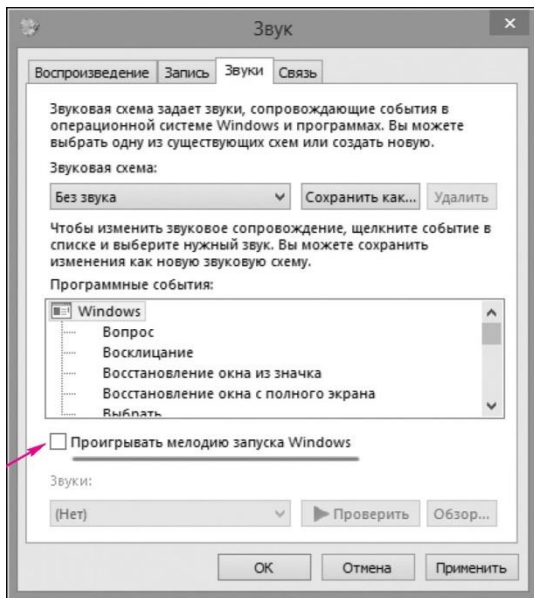 Звук
Воспроизведение Запись Звуки Связь
Звуковая схема задает звуки, сопровождающие события в
операционной системе Windows и программах. Вы можете
выбрать одну из существующих схем или создать новую.
Звуковая схема:
Без звука Сохранить как... Удалить
Чтобы изменить звуковое сопровождение, щелкните событие в
списке и выберите нужный звук. Вы можете сохранить
изменения как новую звуковую схему.
Программные события:
Windows
Вопрос
Восклицание
Восстановление окна из значка
Восстановление окна с полного экрана
Выбрать
Проигрывать мелодию запуска Windows
Звуки:
(Нет) Проверить Обзор...
OK Отмена Применить